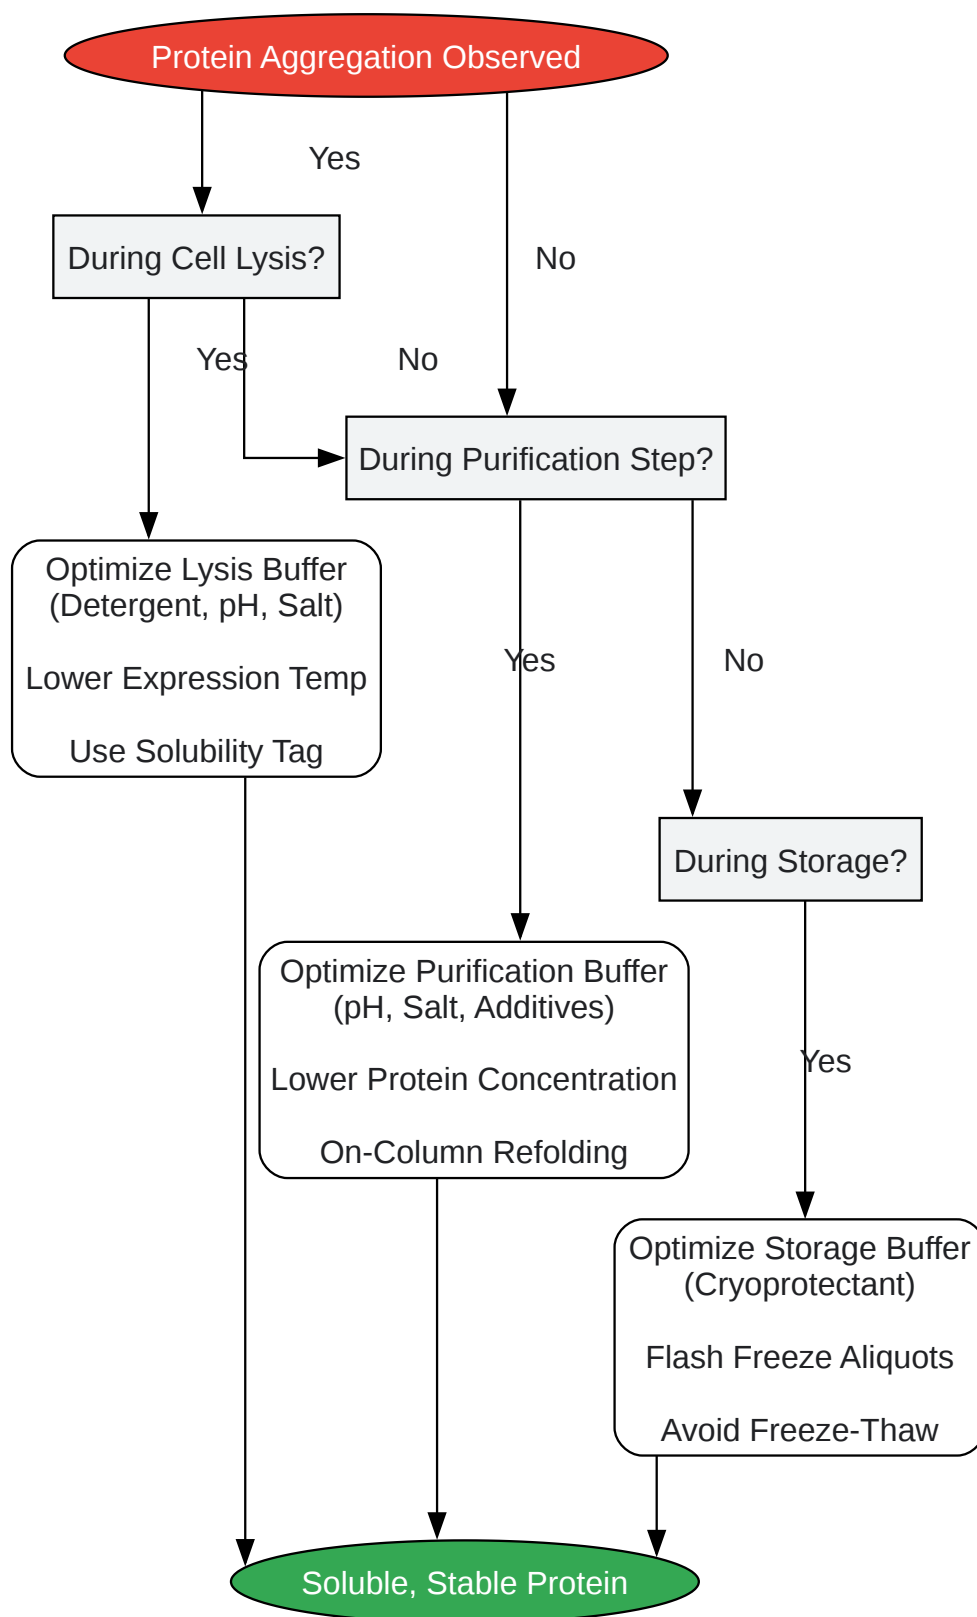 Protein Aggregation Observed
Yes
During Cell Lysis?
No
Yes
No
During Purification Step?
Optimize Lysis Buffer
(Detergent, pH, Salt)
Lower Expression Temp
Use Solubility Tag
Yes
No
During Storage?
Optimize Purification Buffer
(pH, Salt, Additives)
Lower Protein Concentration
On-Column Refolding
Yes
Optimize Storage Buffer
(Cryoprotectant)
Flash Freeze Aliquots
Avoid Freeze-Thaw
Soluble, Stable Protein